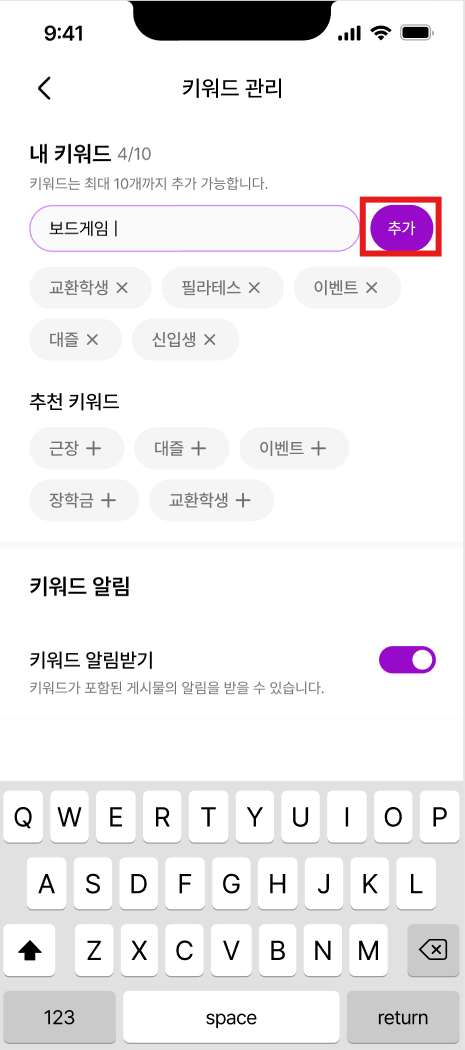 9:41
키워드 관리
내 키워드 4/10
키워드는 최대 10개까지 추가 가능합니다.
보드게임 | 추가
교환학생 × 필라테스 × 이벤트 ×
대즐 × 신입생 ×
추천 키워드
근장 + 대즐 + 이벤트 +
장학금 + 교환학생 +
키워드 알림
키워드 알림받기
키워드가 포함된 게시물의 알림을 받을 수 있습니다.
Q W E R T Y U I O P
A S D F G H J K L
Z X C V B N M
123 space return